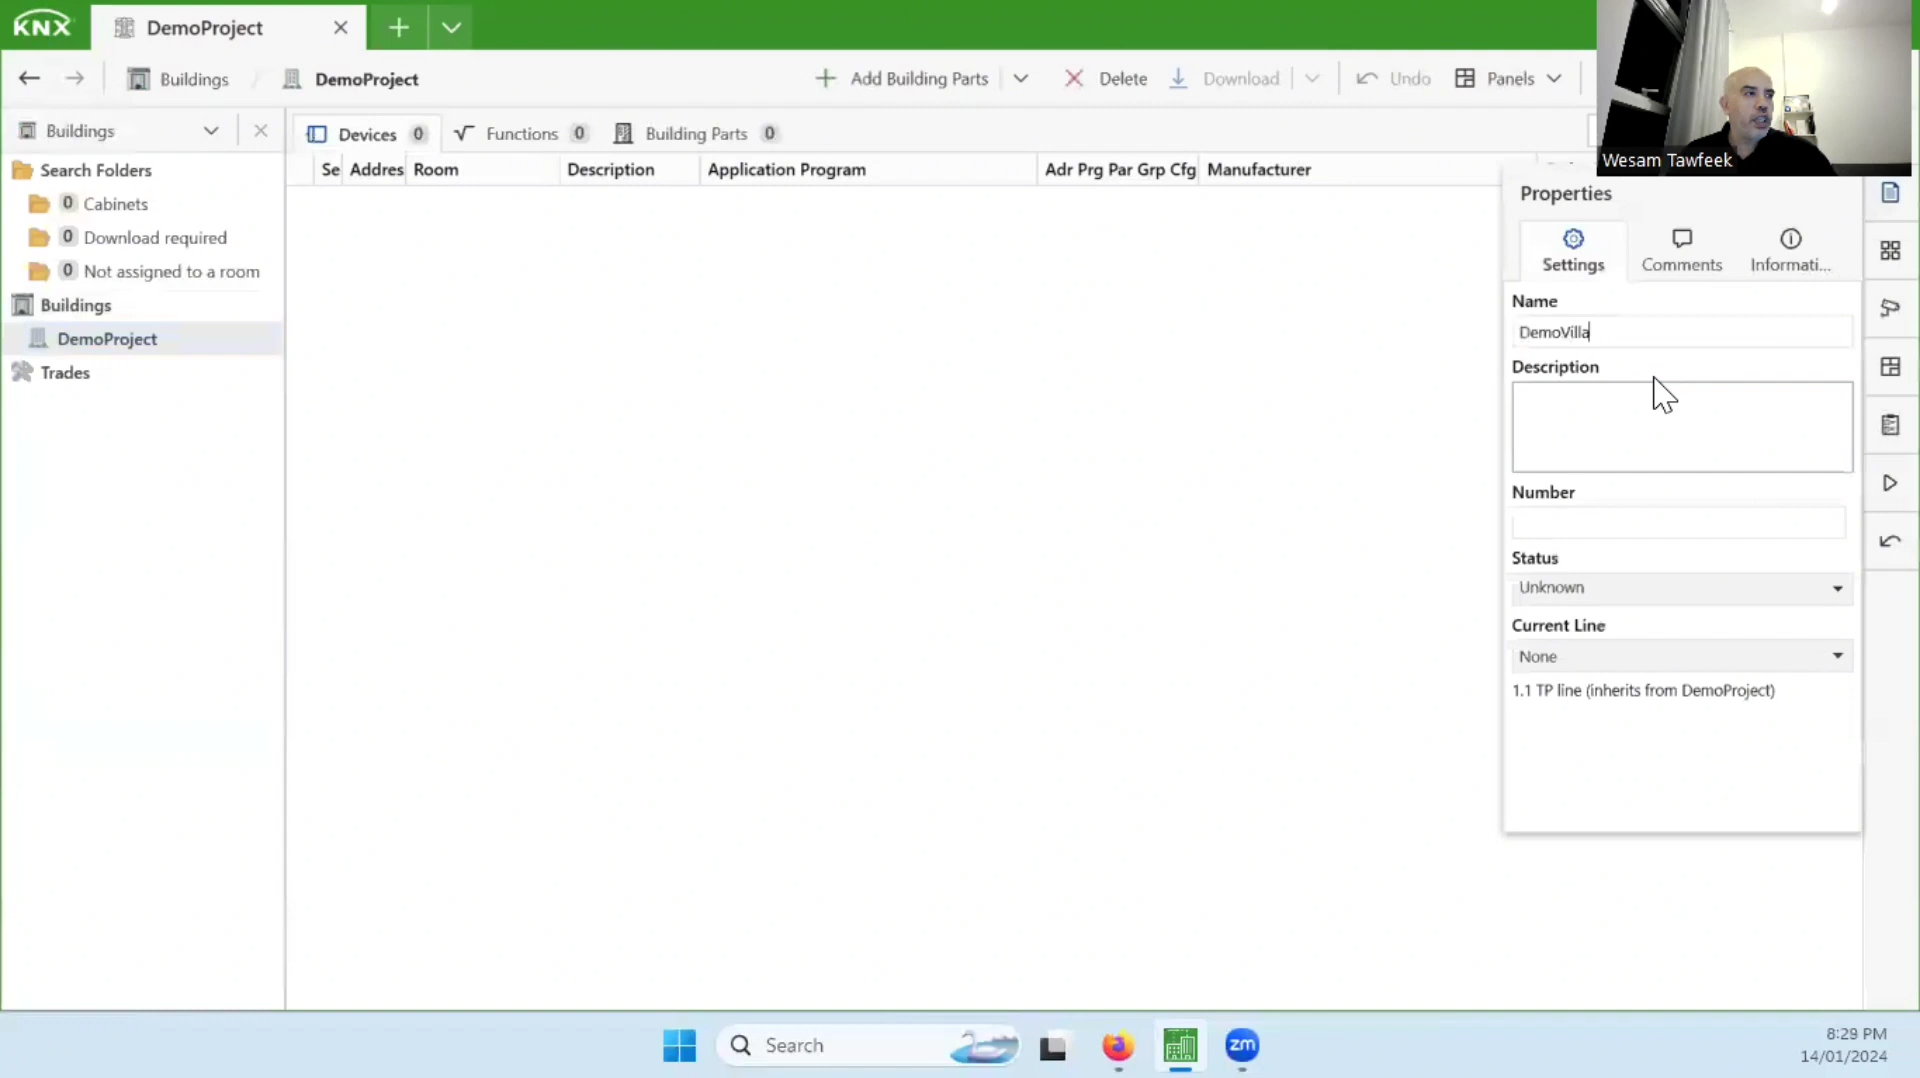 KNX
DemoProject
Buildings
DemoProject
Add Building Parts
Delete
Download
Undo
Panels
Wesam Tawfeek
Buildings
Search Folders
0 Cabinets
0 Download required
0 Not assigned to a room
Buildings
DemoProject
Trades
Devices 0
Functions 0
Building Parts 0
Se Addres Room Description Application Program Adr Prg Par Grp Cfg Manufacturer
Properties
Settings
Comments
Informati...
Name
DemoVilla
Description
Number
Status
Unknown
Current Line
None
1.1 TP line (inherits from DemoProject)
Search
zm
8:29 PM
14/01/2024